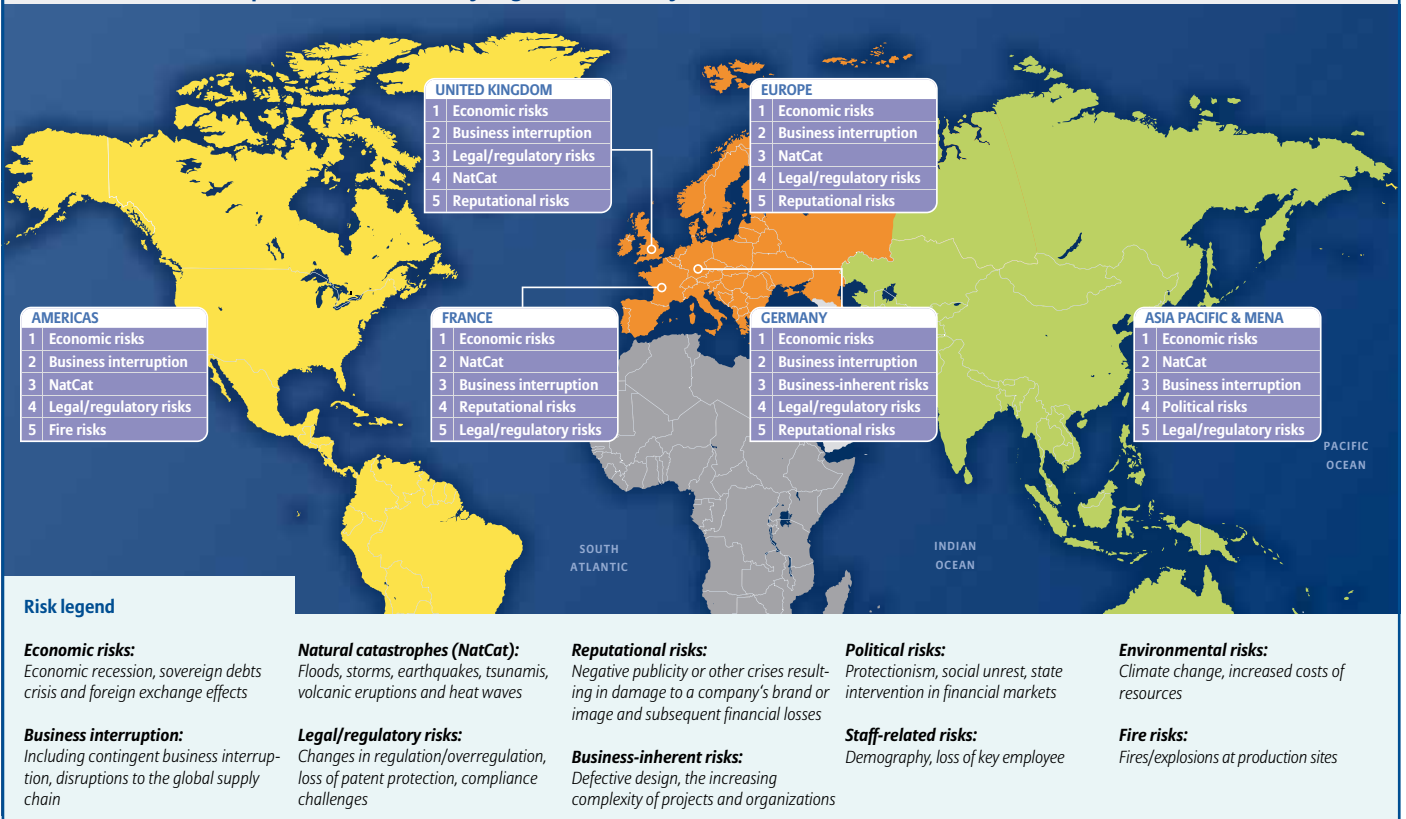 UNITED KINGDOM
1 Economic risks
2 Business interruption
3 Legal/regulatory risks
4 NatCat
5 Reputational risks
EUROPE
1 Economic risks
2 Business interruption
3 NatCat
4 Legal/regulatory risks
5 Reputational risks
AMERICAS
1 Economic risks
2 Business interruption
3 NatCat
4 Legal/regulatory risks
5 Fire risks
FRANCE
1 Economic risks
2 NatCat
3 Business interruption
4 Reputational risks
5 Legal/regulatory risks
GERMANY
1 Economic risks
2 Business interruption
3 Business-inherent risks
4 Legal/regulatory risks
5 Reputational risks
ASIA PACIFIC & MENA
1 Economic risks
2 NatCat
3 Business interruption
4 Political risks
5 Legal/regulatory risks
PACIFIC
OCEAN
SOUTH
ATLANTIC
INDIAN
OCEAN
Risk legend
Economic risks:
Economic recession, sovereign debts
crisis and foreign exchange effects
Business interruption:
Including contingent business interrup-
tion, disruptions to the global supply
chain
Natural catastrophes (NatCat):
Floods, storms, earthquakes, tsunamis,
volcanic eruptions and heat waves
Legal/regulatory risks:
Changes in regulation/overregulation,
loss of patent protection, compliance
challenges
Reputational risks:
Negative publicity or other crises result-
ing in damage to a company's brand or
image and subsequent financial losses
Business-inherent risks:
Defective design, the increasing
complexity of projects and organizations
Political risks:
Protectionism, social unrest, state
intervention in financial markets
Staff-related risks:
Demography, loss of key employee
Environmental risks:
Climate change, increased costs of
resources
Fire risks:
Fires/explosions at production sites